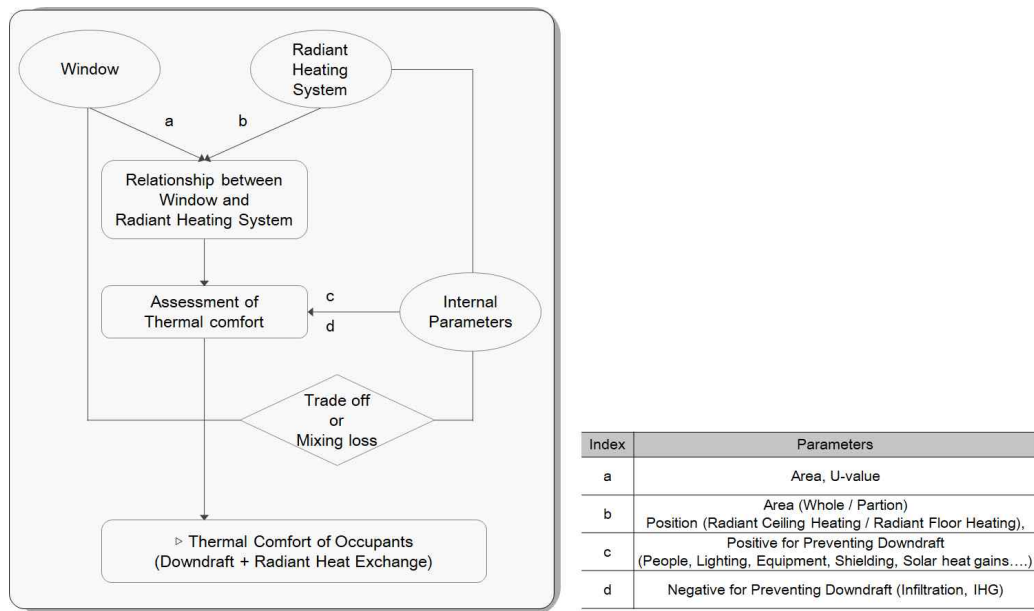 Window
Radiant
Heating
System
a
b
Relationship between
Window and
Radiant Heating System
Assessment of
Thermal comfort
c
d
Internal
Parameters
Trade off
or
Mixing loss
▷ Thermal Comfort of Occupants
(Downdraft + Radiant Heat Exchange)
Index Parameters
a Area, U-value
b Area (Whole / Partion)
Position (Radiant Ceiling Heating / Radiant Floor Heating),
c Positive for Preventing Downdraft
(People, Lighting, Equipment, Shielding, Solar heat gains....)
d Negative for Preventing Downdraft (Infiltration, IHG)